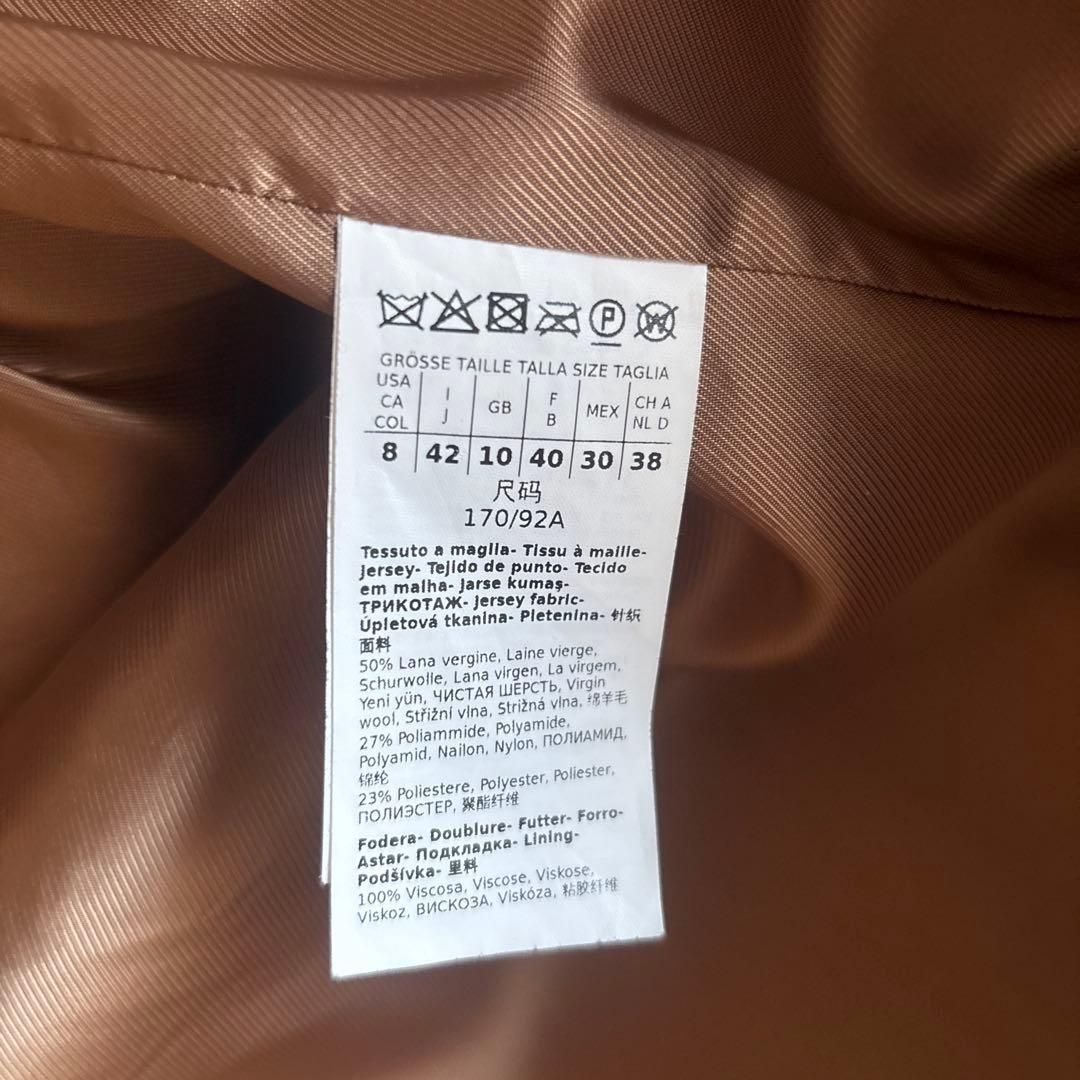 P W
GRÖSSE TAILLE TALLA SIZE TAGLIA
USA CA COL I J GB F B MEX CH A NL D
8 42 10 40 30 38
尺码
170/92A
Tessuto a maglia- Tissu à maille-
Jersey- Tejido de punto- Tecido
em malha- Jarse kumaş-
ТРИКОТАЖ- Jersey fabric-
Úpletová tkanina- Pletenina- 针织
面料
50% Lana vergine, Laine vierge,
Schurwolle, Lana virgen, La virgem,
Yeni yün, ЧИСТАЯ ШЕРСТЬ, Virgin
wool, Střižní vlna, Strižná vlna, 绵羊毛
27% Poliammide, Polyamide,
Polyamid, Nailon, Nylon, ПОЛИАМИД,
锦纶
23% Poliestere, Polyester, Poliester,
ПОЛИЭСТЕР, 聚酯纤维
Fodera- Doublure- Futter- Forro-
Astar- Подкладка- Lining-
Podšívka- 里料
100% Viscosa, Viscose, Viskose,
Viskoz, ВИСКОЗА, Viskóza, 粘胶纤维